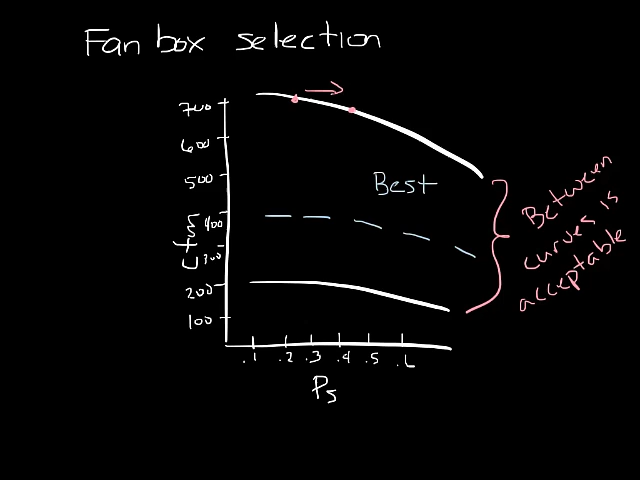 Fan box selection
700
600
500
400
300
200
100
cfm
Best
Between
curves is
acceptable
.1 .2 .3 .4 .5 .6
Ps